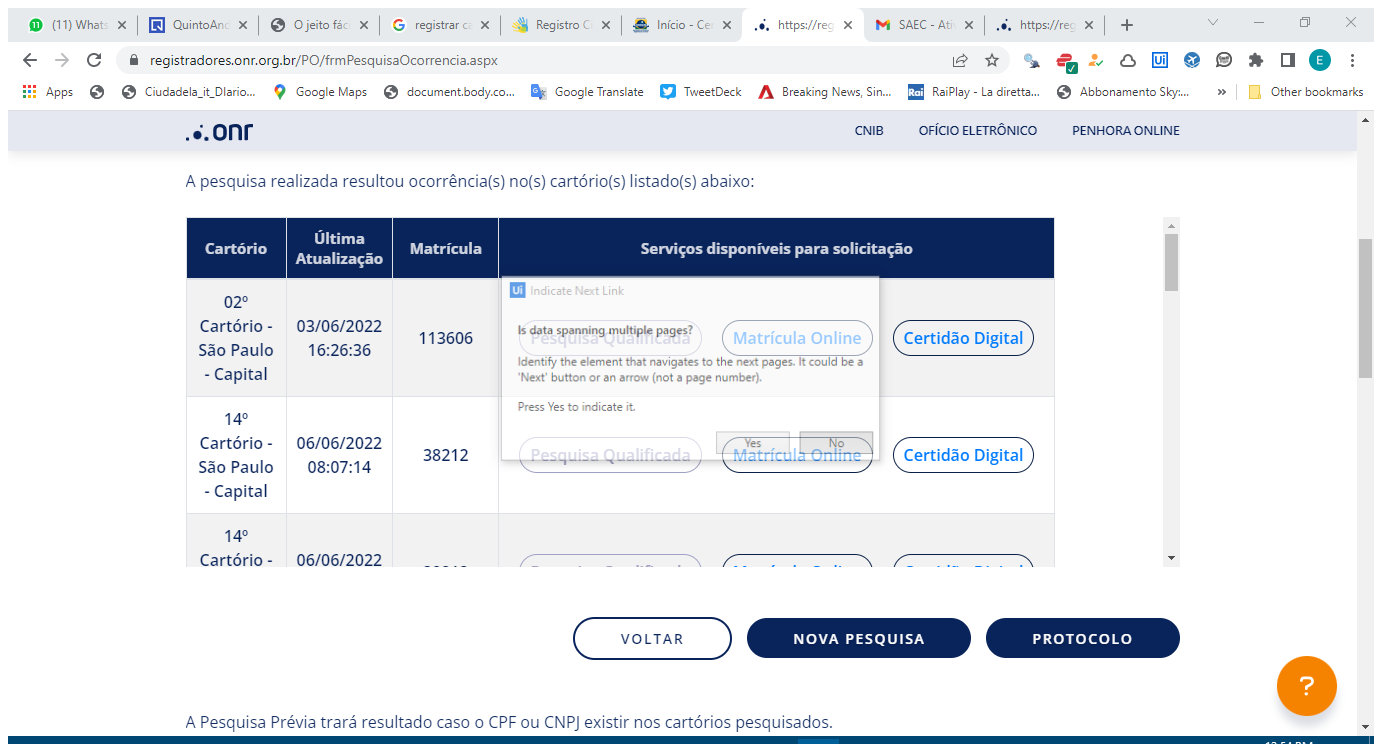 (11) Whats
QuintoAnd
O jeito fác
registrar ca
Registro Ci
Início - Cer
https://reg
SAEC - Ati
https://reg
registradores.onr.org.br/PO/frmPesquisaOcorrencia.aspx
E
Apps
Ciudadela_it_DIario...
Google Maps
document.body.co...
Google Translate
TweetDeck
Breaking News, Sin...
Rai RaiPlay - La diretta...
Abbonamento Sky:...
»
Other bookmarks
onr
CNIB OFÍCIO ELETRÔNICO PENHORA ONLINE
A pesquisa realizada resultou ocorrência(s) no(s) cartório(s) listado(s) abaixo:
Cartório
Última
Atualização
Matrícula
Serviços disponíveis para solicitação
02º
Cartório -
São Paulo
- Capital
03/06/2022
16:26:36
113606
Pesquisa Qualificada
Matrícula Online
Certidão Digital
Ui Indicate Next Link
Is data spanning multiple pages?
Identify the element that navigates to the next pages. It could be a
'Next' button or an arrow (not a page number).
Press Yes to indicate it.
Yes
No
14º
Cartório -
São Paulo
- Capital
06/06/2022
08:07:14
38212
Pesquisa Qualificada
Matrícula Online
Certidão Digital
14º
Cartório -
06/06/2022
VOLTAR
NOVA PESQUISA
PROTOCOLO
?
A Pesquisa Prévia trará resultado caso o CPF ou CNPJ existir nos cartórios pesquisados.